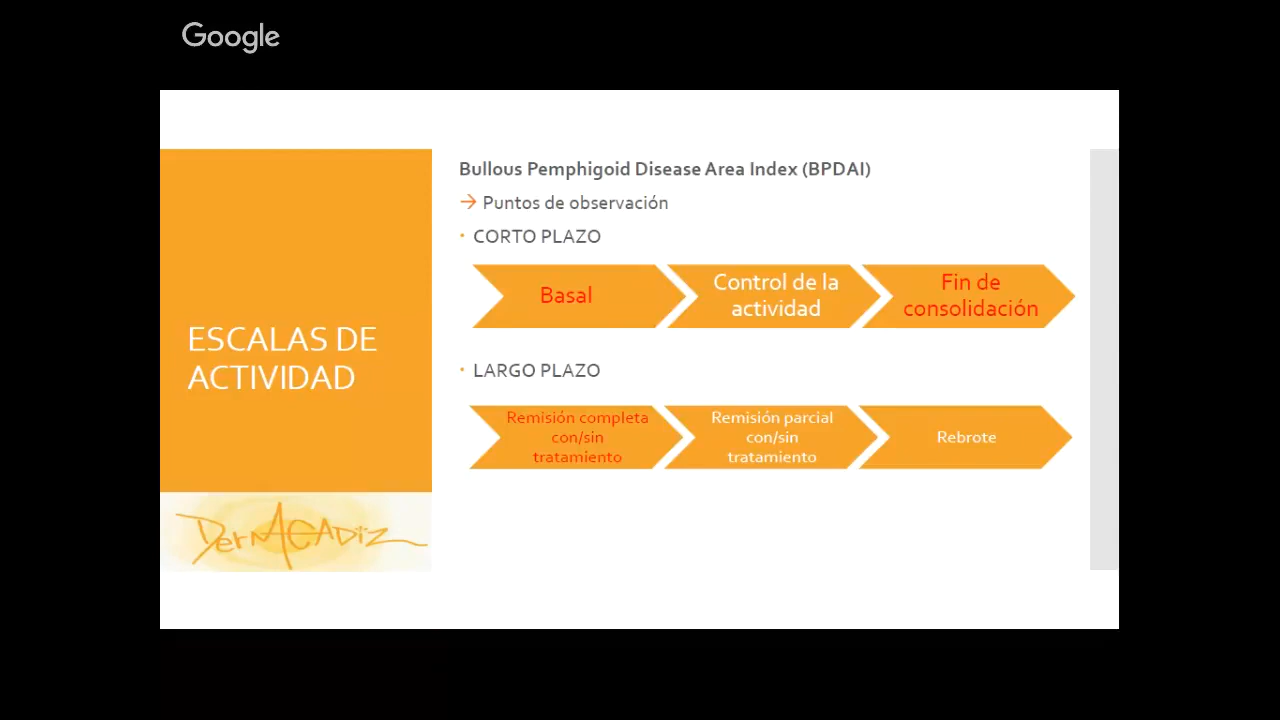 Google
Bullous Pemphigoid Disease Area Index (BPDAI)
→ Puntos de observación
• CORTO PLAZO
Basal
Control de la
actividad
Fin de
consolidación
ESCALAS DE
ACTIVIDAD
• LARGO PLAZO
Remisión completa
con/sin
tratamiento
Remisión parcial
con/sin
tratamiento
Rebrote
DerMACADiz